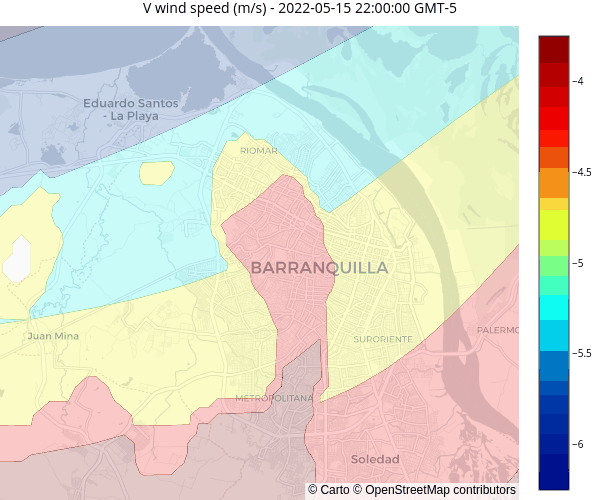 V wind speed (m/s) - 2022-05-15 22:00:00 GMT-5
Eduardo Santos
- La Playa
RIOMAR
BARRANQUILLA
Juan Mina
SURORIENTE
PALERMO
METROPOLITANA
Soledad
−4
−4.5
−5
−5.5
−6
© Carto © OpenStreetMap contributors